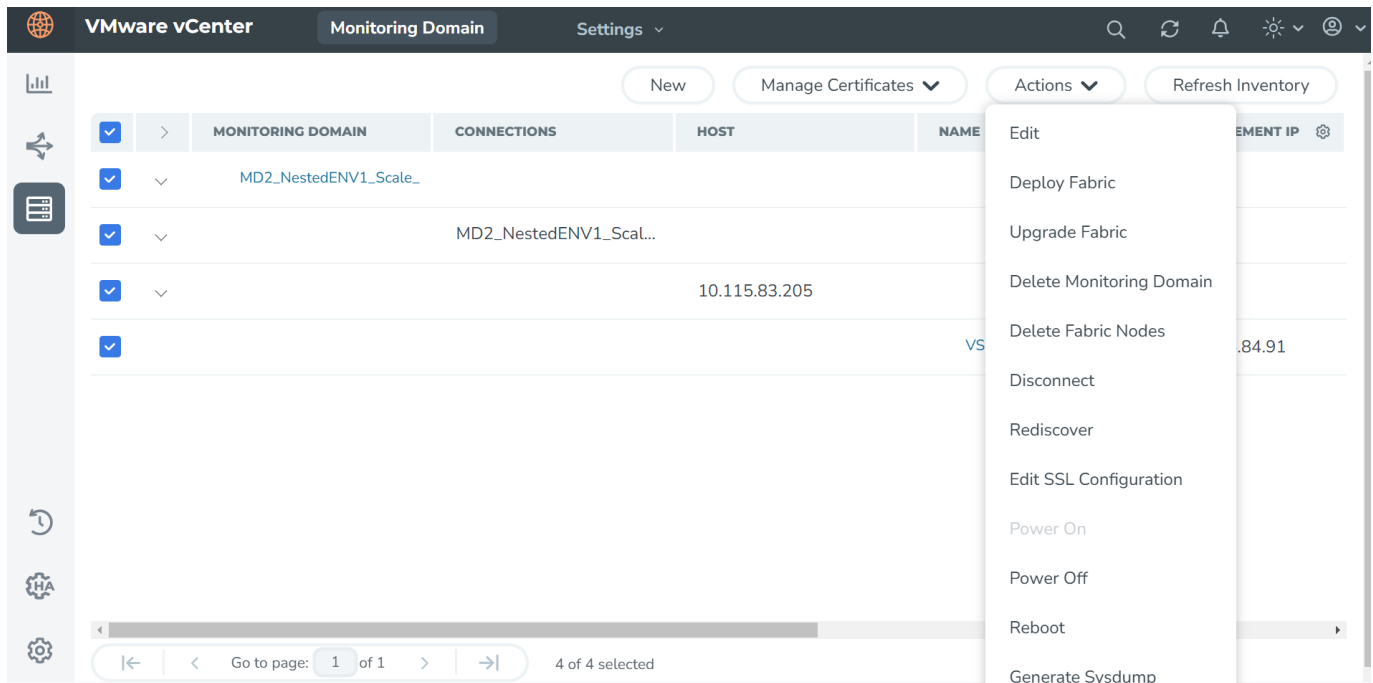 VMware vCenter Monitoring Domain Settings
New Manage Certificates Actions Refresh Inventory
MONITORING DOMAIN CONNECTIONS HOST NAME EMENT IP
MD2_NestedENV1_Scale_
MD2_NestedENV1_Scal...
10.115.83.205
VS .84.91
Edit
Deploy Fabric
Upgrade Fabric
Delete Monitoring Domain
Delete Fabric Nodes
Disconnect
Rediscover
Edit SSL Configuration
Power On
Power Off
Reboot
Generate Sysdump
HA
Go to page: 1 of 1 4 of 4 selected